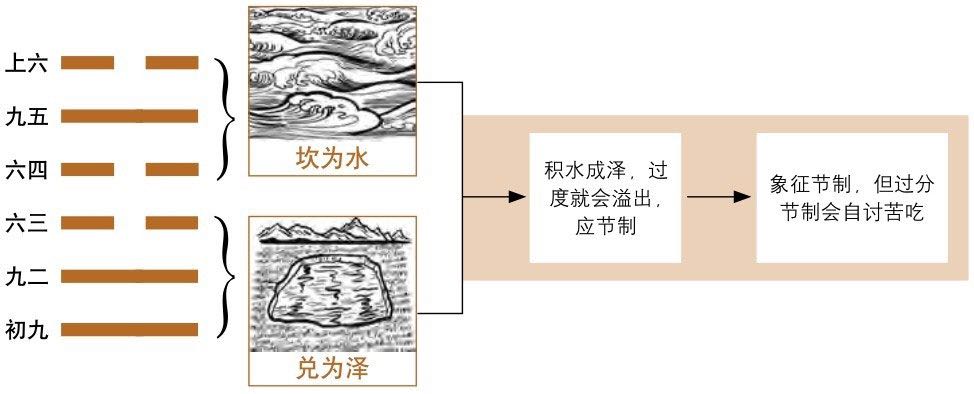 上六
九五
六四
六三
九二
初九
坎为水
兑为泽
积水成泽，过
度就会溢出，
应节制
象征节制，但过分
节制会自讨苦吃